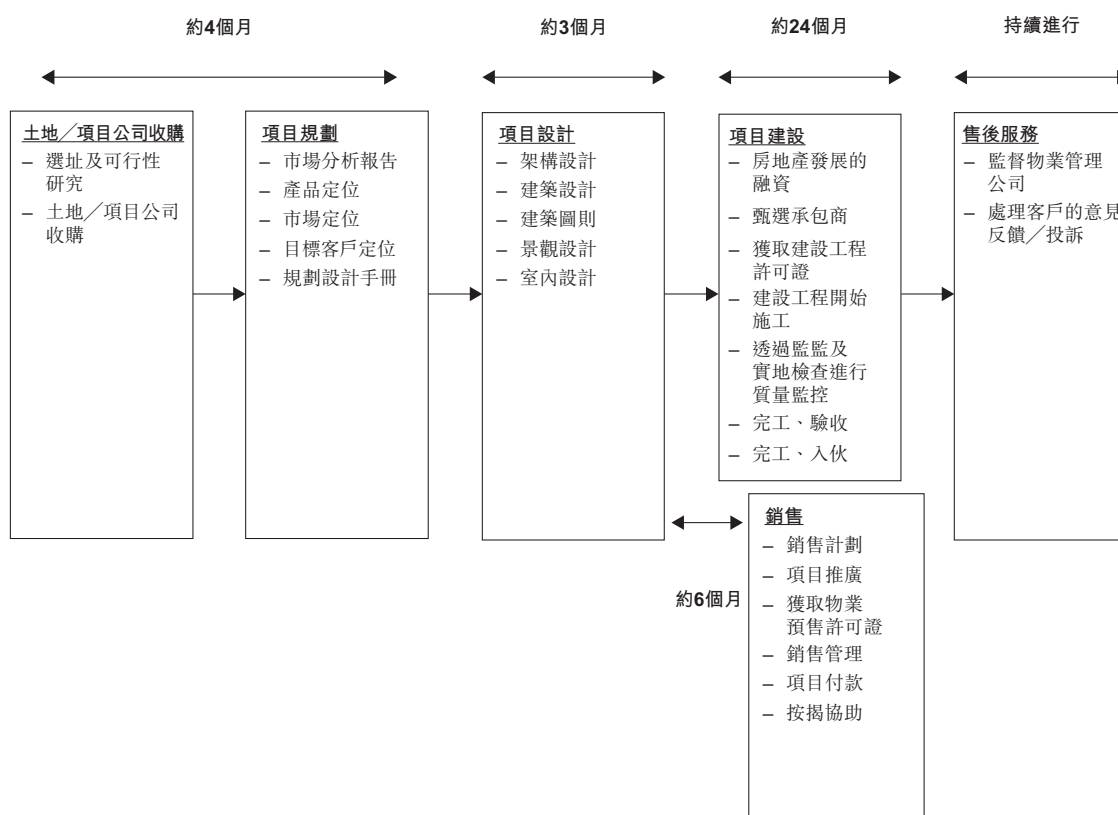 約4個月
約3個月
約24個月
持續進行
土地／項目公司收購
– 選址及可行性
研究
– 土地／項目公司
收購
項目規劃
– 市場分析報告
– 產品定位
– 市場定位
– 目標客戶定位
– 規劃設計手冊
項目設計
– 架構設計
– 建築設計
– 建築圖則
– 景觀設計
– 室內設計
項目建設
– 房地產發展的
融資
– 甄選承包商
– 獲取建設工程
許可證
– 建設工程開始
施工
– 透過監監及
實地檢查進行
質量監控
– 完工、驗收
– 完工、入伙
售後服務
– 監督物業管理
公司
– 處理客戶的意見
反饋／投訴
約6個月
銷售
– 銷售計劃
– 項目推廣
– 獲取物業
預售許可證
– 銷售管理
– 項目付款
– 按揭協助